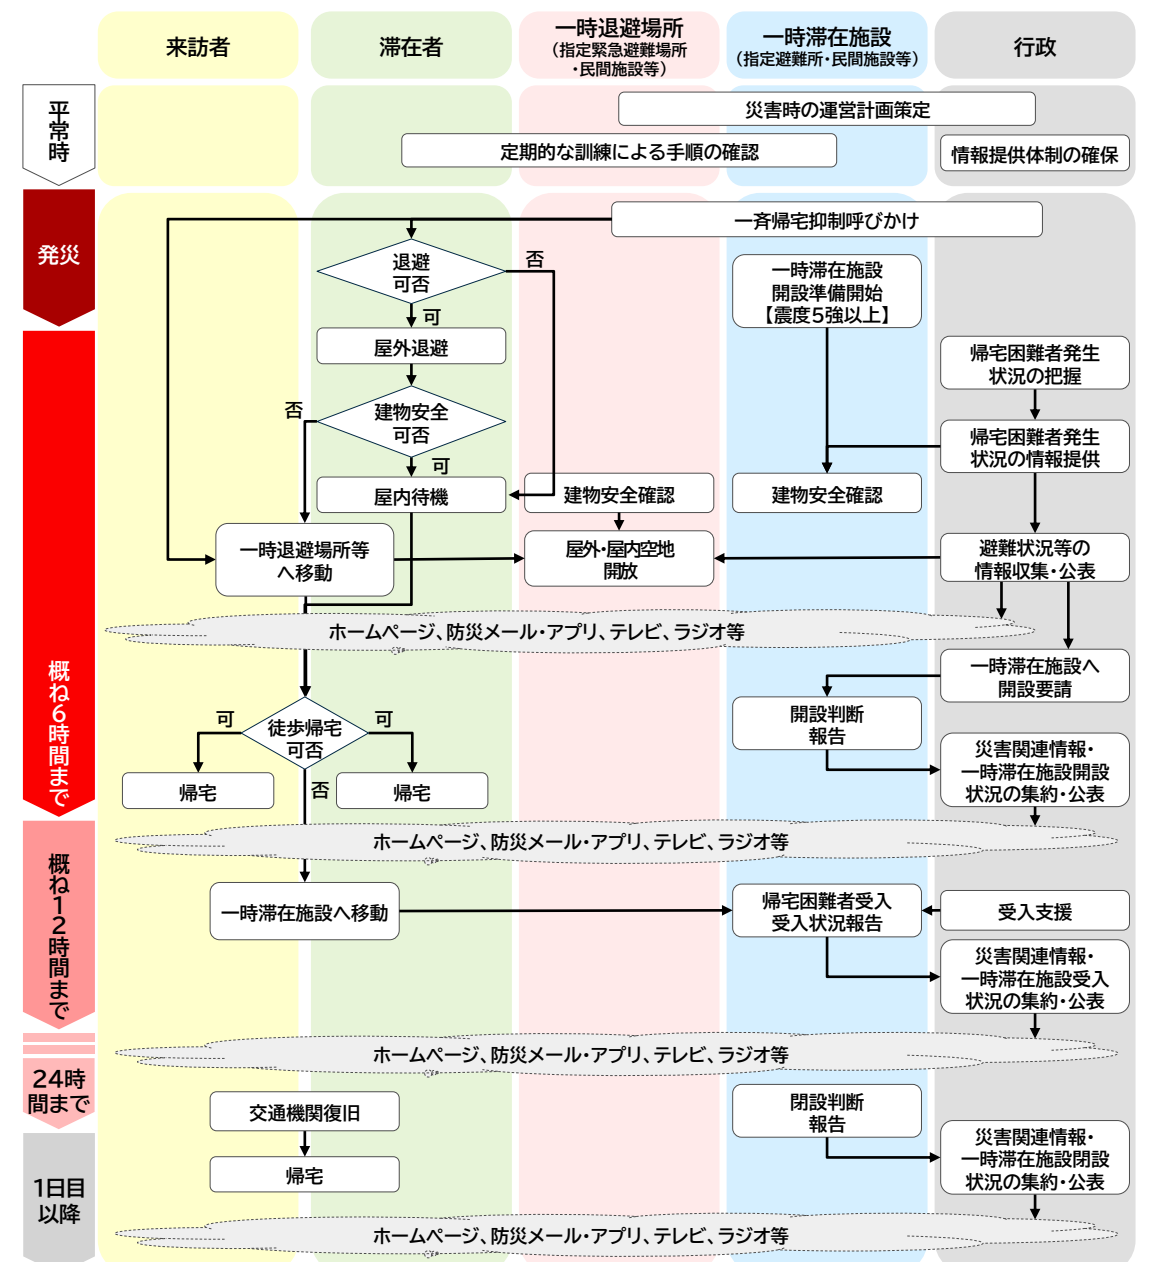 来訪者
滞在者
一時退避場所
(指定緊急避難場所
・民間施設等)
一時滞在施設
(指定避難所・民間施設等)
行政
平常時
災害時の運営計画策定
定期的な訓練による手順の確認
情報提供体制の確保
発災
一斉帰宅抑制呼びかけ
退避
可否
否
可
一時滞在施設
開設準備開始
【震度5強以上】
屋外退避
帰宅困難者発生
状況の把握
建物安全
可否
否
可
帰宅困難者発生
状況の情報提供
屋内待機
建物安全確認
建物安全確認
一時退避場所等
へ移動
屋外・屋内空地
開放
避難状況等の
情報収集・公表
ホームページ、防災メール・アプリ、テレビ、ラジオ等
概ね6時間まで
一時滞在施設へ
開設要請
徒歩帰宅
可否
可
可
否
開設判断
報告
災害関連情報・
一時滞在施設開設
状況の集約・公表
帰宅
帰宅
ホームページ、防災メール・アプリ、テレビ、ラジオ等
概ね12時間まで
一時滞在施設へ移動
帰宅困難者受入
受入状況報告
受入支援
災害関連情報・
一時滞在施設受入
状況の集約・公表
ホームページ、防災メール・アプリ、テレビ、ラジオ等
24時
間まで
交通機関復旧
閉設判断
報告
1日目
以降
帰宅
災害関連情報・
一時滞在施設閉設
状況の集約・公表
ホームページ、防災メール・アプリ、テレビ、ラジオ等